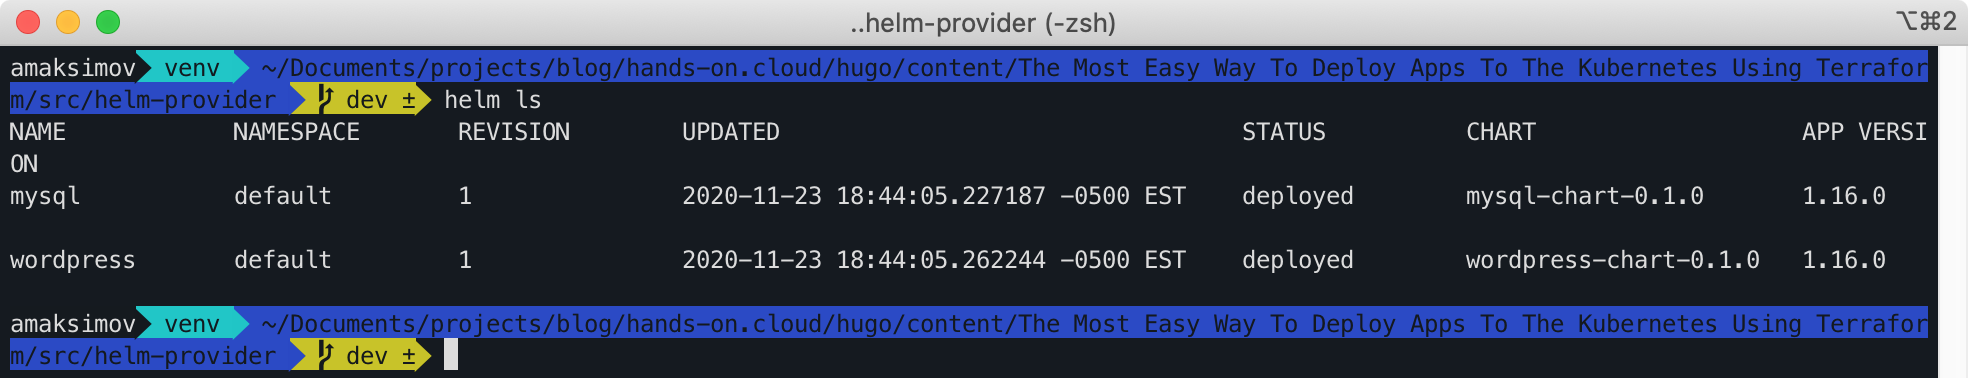 ..helm-provider (-zsh) ⌥⌘2
amaksimov venv ~/Documents/projects/blog/hands-on.cloud/hugo/content/The Most Easy Way To Deploy Apps To The Kubernetes Using Terrafor
m/src/helm-provider dev ± helm ls
NAME NAMESPACE REVISION UPDATED STATUS CHART APP VERSI
ON
mysql default 1 2020-11-23 18:44:05.227187 -0500 EST deployed mysql-chart-0.1.0 1.16.0
wordpress default 1 2020-11-23 18:44:05.262244 -0500 EST deployed wordpress-chart-0.1.0 1.16.0
amaksimov venv ~/Documents/projects/blog/hands-on.cloud/hugo/content/The Most Easy Way To Deploy Apps To The Kubernetes Using Terrafor
m/src/helm-provider dev ±